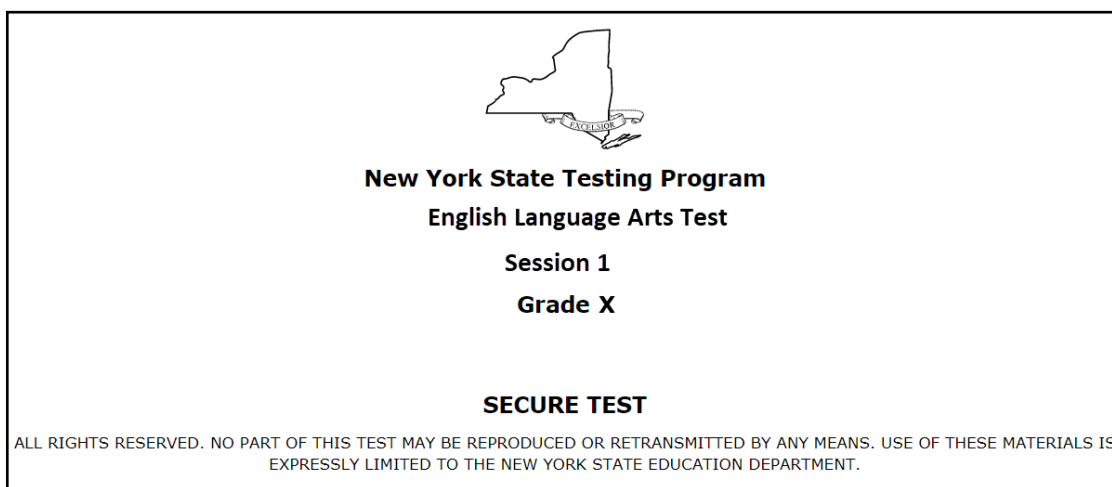 EXCELSIOR
New York State Testing Program
English Language Arts Test
Session 1
Grade X
SECURE TEST
ALL RIGHTS RESERVED. NO PART OF THIS TEST MAY BE REPRODUCED OR RETRANSMITTED BY ANY MEANS. USE OF THESE MATERIALS IS
EXPRESSLY LIMITED TO THE NEW YORK STATE EDUCATION DEPARTMENT.